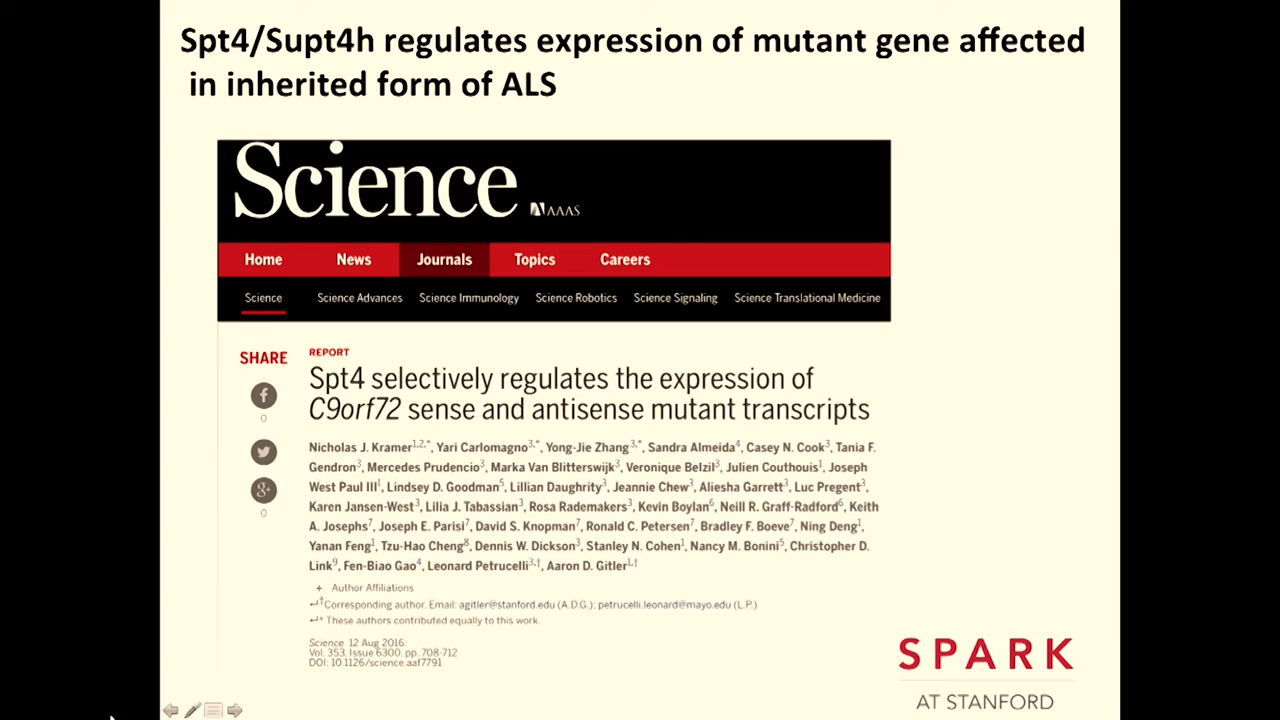 Spt4/Supt4h regulates expression of mutant gene affected
in inherited form of ALS
Science
AAAS
Home News Journals Topics Careers
Science Science Advances Science Immunology Science Robotics Science Signaling Science Translational Medicine
SHARE
0
0
REPORT
Spt4 selectively regulates the expression of
C9orf72 sense and antisense mutant transcripts
Nicholas J. Kramer1,2,*, Yari Carlomagno3,*, Yong-Jie Zhang3,*, Sandra Almeida4, Casey N. Cook3, Tania F.
Gendron3, Mercedes Prudencio3, Marka Van Blitterswijk3, Veronique Belzil3, Julien Couthouis1, Joseph
West Paul III1, Lindsey D. Goodman5, Lillian Daughrity3, Jeannie Chew3, Aliesha Garrett3, Luc Pregent3,
Karen Jansen-West3, Lilia J. Tabassian3, Rosa Rademakers3, Kevin Boylan6, Neill R. Graff-Radford6, Keith
A. Josephs7, Joseph E. Parisi7, David S. Knopman7, Ronald C. Petersen7, Bradley F. Boeve7, Ning Deng1,
Yanan Feng1, Tzu-Hao Cheng8, Dennis W. Dickson3, Stanley N. Cohen1, Nancy M. Bonini5, Christopher D.
Link9, Fen-Biao Gao4, Leonard Petrucelli3,†, Aaron D. Gitler1,†
+ Author Affiliations
↵†Corresponding author. Email: agitler@stanford.edu (A.D.G.); petrucelli.leonard@mayo.edu (L.P.)
↵* These authors contributed equally to this work.
Science 12 Aug 2016:
Vol. 353, Issue 6300, pp. 708-712
DOI: 10.1126/science.aaf7791
SPARK
AT STANFORD